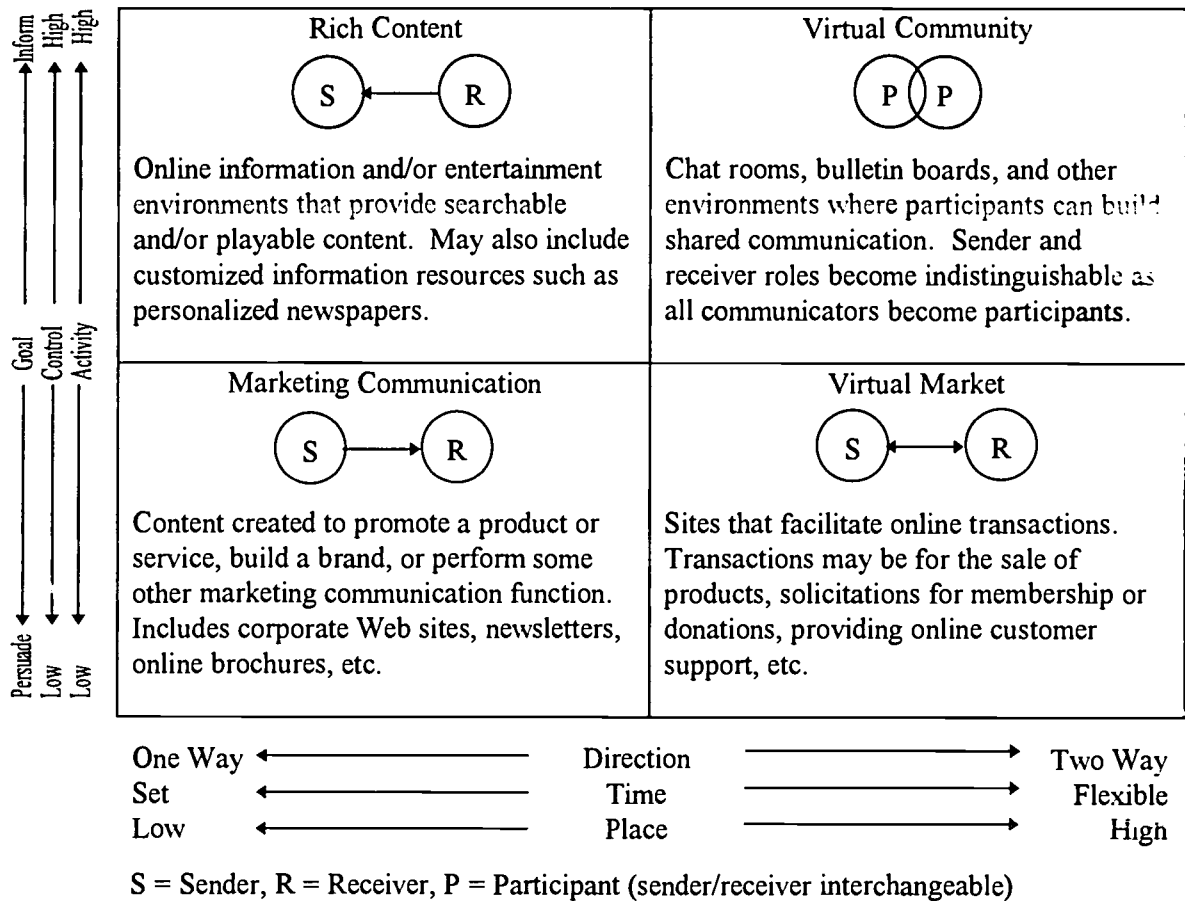 Inform
High
High
Goal
Control
Activity
Persuade
Low
Low
Rich Content
S
R
Online information and/or entertainment
environments that provide searchable
and/or playable content. May also include
customized information resources such as
personalized newspapers.
Virtual Community
P
P
Chat rooms, bulletin boards, and other
environments where participants can build
shared communication. Sender and
receiver roles become indistinguishable as
all communicators become participants.
Marketing Communication
S
R
Content created to promote a product or
service, build a brand, or perform some
other marketing communication function.
Includes corporate Web sites, newsletters,
online brochures, etc.
Virtual Market
S
R
Sites that facilitate online transactions.
Transactions may be for the sale of
products, solicitations for membership or
donations, providing online customer
support, etc.
One Way Direction Two Way
Set Time Flexible
Low Place High
S = Sender, R = Receiver, P = Participant (sender/receiver interchangeable)